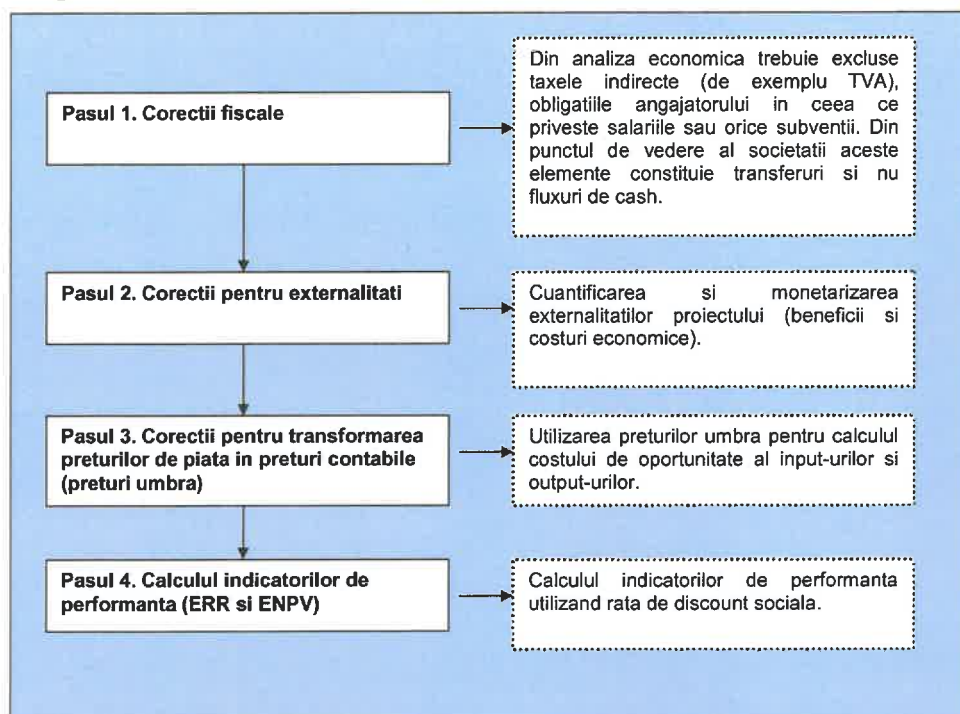 Pasul 1. Corectii fiscale
Din analiza economica trebuie excluse
taxele indirecte (de exemplu TVA),
obligatiile angajatorului in ceea ce
priveste salariile sau orice subventii. Din
punctul de vedere al societatii aceste
elemente constituie transferuri si nu
fluxuri de cash.
Pasul 2. Corectii pentru externalitati
Cuantificarea si monetarizarea
externalitatilor proiectului (beneficii si
costuri economice).
Pasul 3. Corectii pentru transformarea
preturilor de piata in preturi contabile
(preturi umbra)
Utilizarea preturilor umbra pentru calculul
costului de oportunitate al input-urilor si
output-urilor.
Pasul 4. Calculul indicatorilor de
performanta (ERR si ENPV)
Calculul indicatorilor de performanta
utilizand rata de discount sociala.